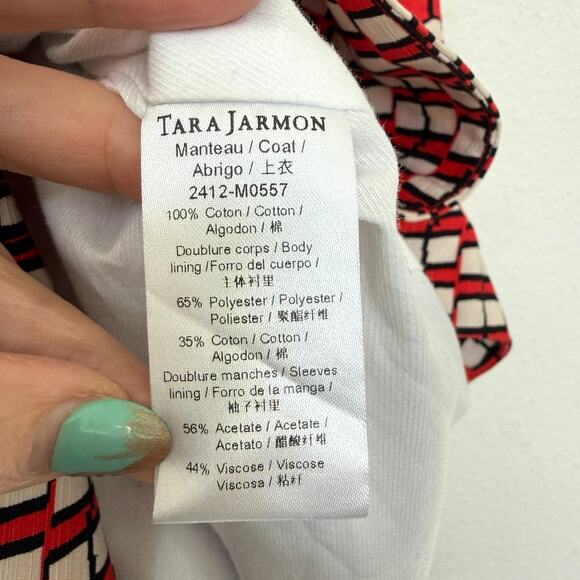 TARA JARMON
Manteau / Coat /
Abrigo / 上衣
2412-M0557
100% Coton / Cotton /
Algodon / 棉
Doublure corps / Body
lining /Forro del cuerpo /
主体衬里
65% Polyester / Polyester /
Poliester / 聚酯纤维
35% Coton / Cotton /
Algodon / 棉
Doublure manches / Sleeves
lining / Forro de la manga /
袖子衬里
56% Acetate / Acetate /
Acetato / 醋酸纤维
44% Viscose / Viscose
Viscosa / 粘纤